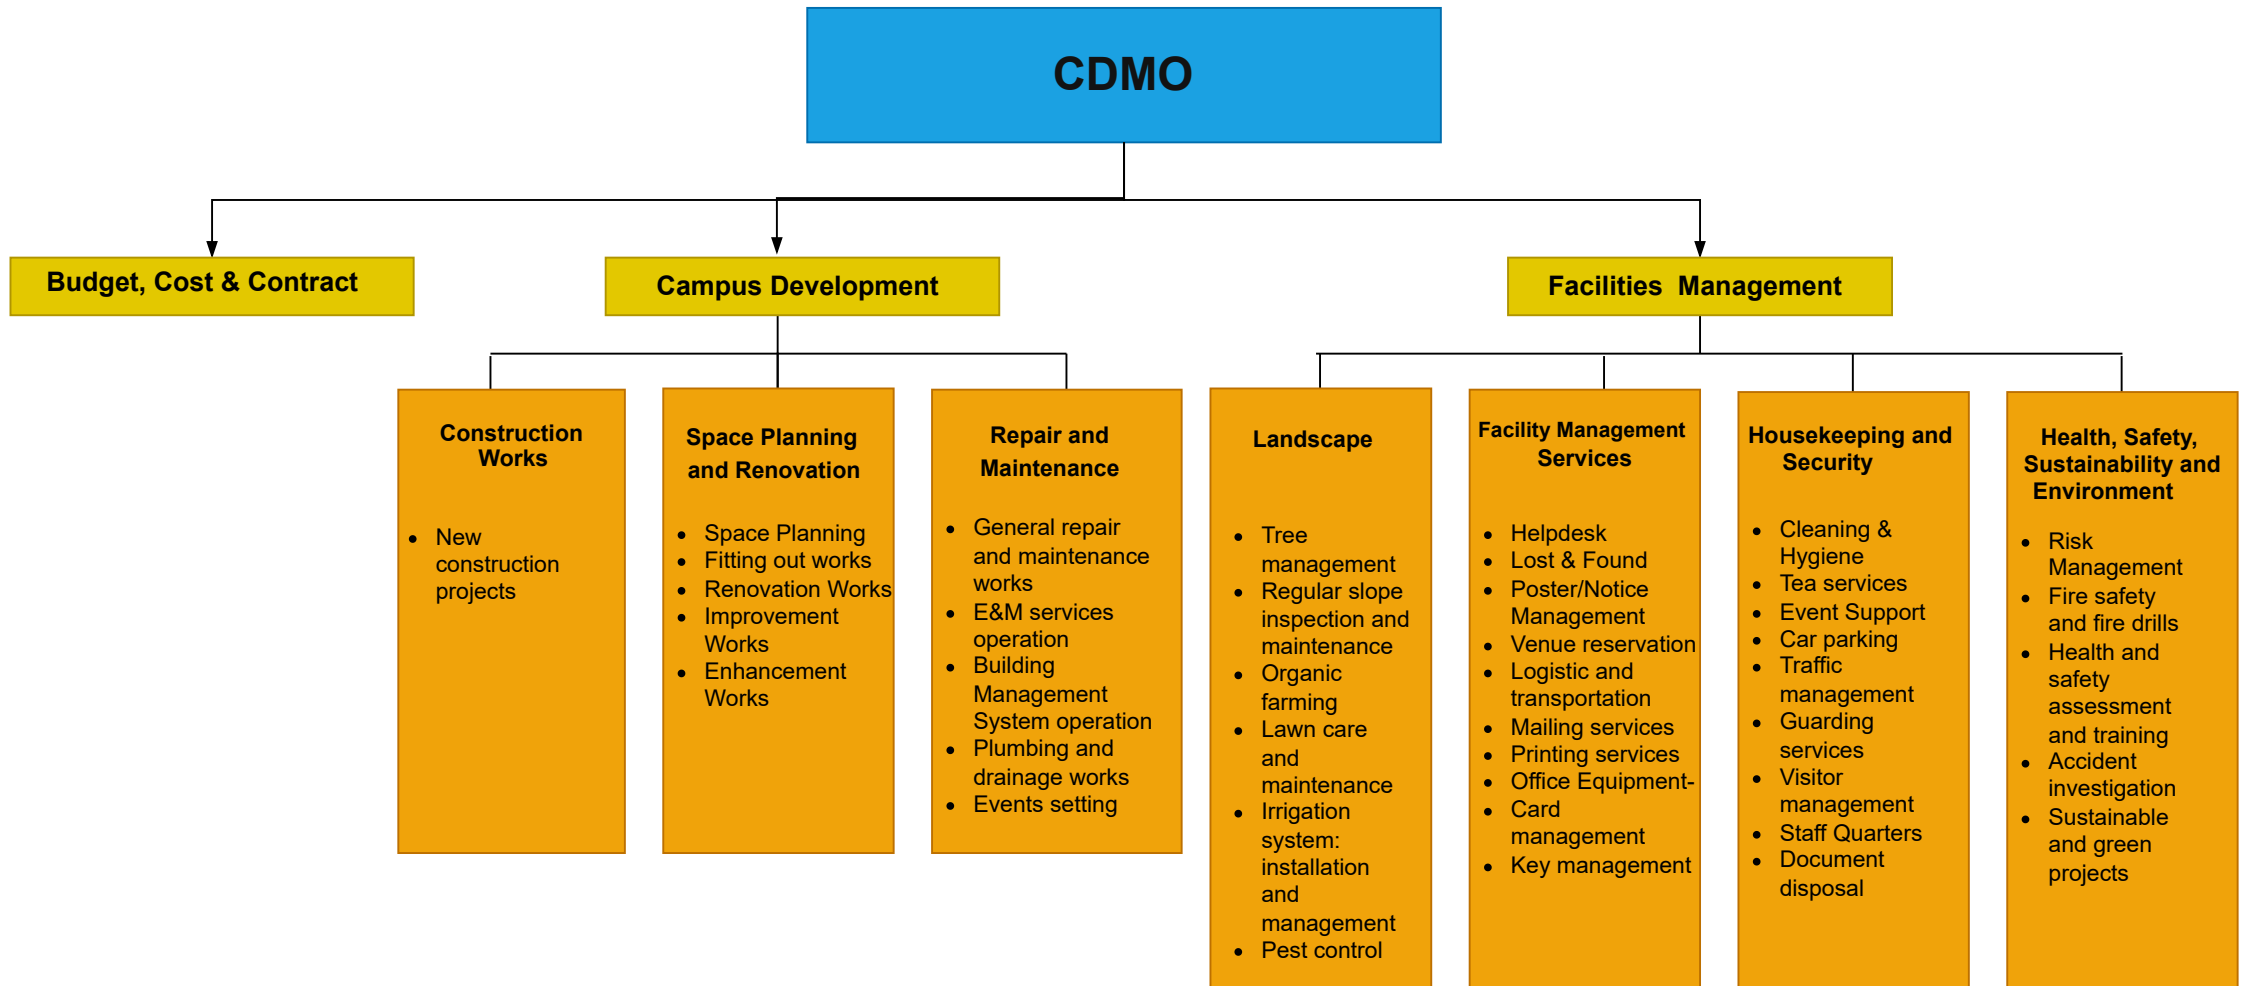 CDMO
Budget, Cost & Contract
Campus Development
Facilities Management
Construction
Works
• New
construction
projects
Space Planning
and Renovation
• Space Planning
• Fitting out works
• Renovation Works
• Improvement
Works
• Enhancement
Works
Repair and
Maintenance
• General repair
and maintenance
works
• E&M services
operation
• Building
Management
System operation
• Plumbing and
drainage works
• Events setting
Landscape
• Tree
management
• Regular slope
inspection and
maintenance
• Organic
farming
• Lawn care
and
maintenance
• Irrigation
system:
installation
and
management
• Pest control
Facility Management
Services
• Helpdesk
• Lost & Found
• Poster/Notice
Management
• Venue reservation
• Logistic and
transportation
• Mailing services
• Printing services
• Office Equipment-
• Card
management
• Key management
Housekeeping and
Security
• Cleaning &
Hygiene
• Tea services
• Event Support
• Car parking
• Traffic
management
• Guarding
services
• Visitor
management
• Staff Quarters
• Document
disposal
Health, Safety,
Sustainability and
Environment
• Risk
Management
• Fire safety
and fire drills
• Health and
safety
assessment
and training
• Accident
investigation
• Sustainable
and green
projects